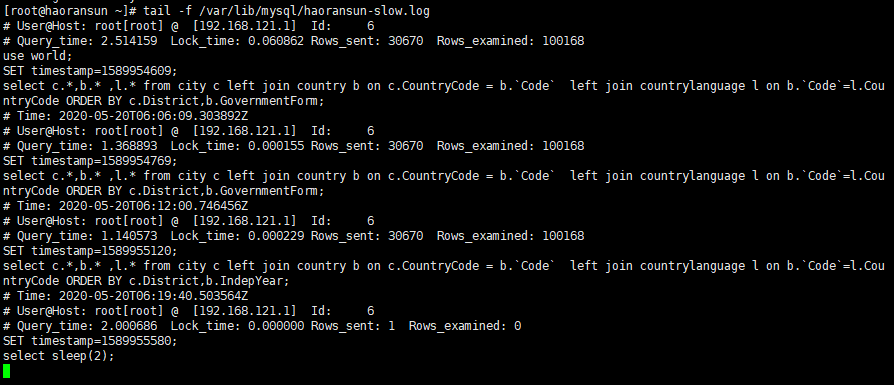 [root@haoransun ~]# tail -f /var/lib/mysql/haoransun-slow.log
# User@Host: root[root] @  [192.168.121.1]  Id:     6
# Query_time: 2.514159  Lock_time: 0.060862 Rows_sent: 30670  Rows_examined: 100168
use world;
SET timestamp=1589954609;
select c.*,b.* ,l.* from city c left join country b on c.CountryCode = b.`Code`  left join countrylanguage l on b.`Code`=l.Cou
ntryCode ORDER BY c.District,b.GovernmentForm;
# Time: 2020-05-20T06:06:09.303892Z
# User@Host: root[root] @  [192.168.121.1]  Id:     6
# Query_time: 1.368893  Lock_time: 0.000155 Rows_sent: 30670  Rows_examined: 100168
SET timestamp=1589954769;
select c.*,b.* ,l.* from city c left join country b on c.CountryCode = b.`Code`  left join countrylanguage l on b.`Code`=l.Cou
ntryCode ORDER BY c.District,b.GovernmentForm;
# Time: 2020-05-20T06:12:00.746456Z
# User@Host: root[root] @  [192.168.121.1]  Id:     6
# Query_time: 1.140573  Lock_time: 0.000229 Rows_sent: 30670  Rows_examined: 100168
SET timestamp=1589955120;
select c.*,b.* ,l.* from city c left join country b on c.CountryCode = b.`Code`  left join countrylanguage l on b.`Code`=l.Cou
ntryCode ORDER BY c.District,b.IndepYear;
# Time: 2020-05-20T06:19:40.503564Z
# User@Host: root[root] @  [192.168.121.1]  Id:     6
# Query_time: 2.000686  Lock_time: 0.000000 Rows_sent: 1  Rows_examined: 0
SET timestamp=1589955580;
select sleep(2);